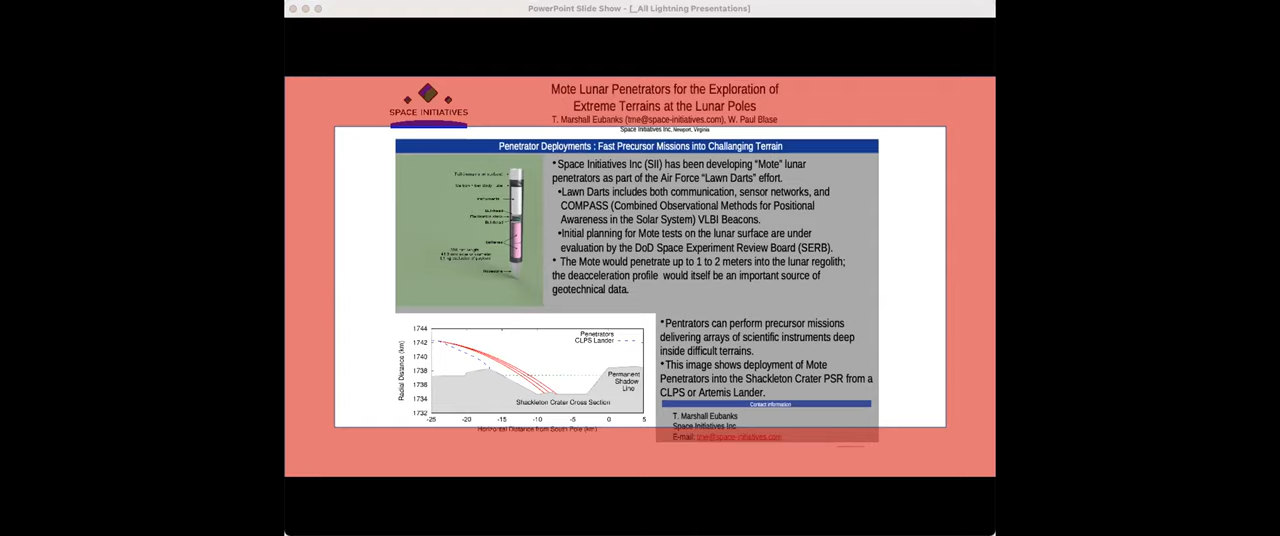 PowerPoint Slide Show - [_All Lightning Presentations]
SPACE INITIATIVES
Mote Lunar Penetrators for the Exploration of
Extreme Terrains at the Lunar Poles
T. Marshall Eubanks (tme@space-initiatives.com), W. Paul Blase
Space Initiatives Inc, Newport, Virginia
Penetrator Deployments : Fast Precursor Missions into Challanging Terrain
•Space Initiatives Inc (SII) has been developing “Mote” lunar
penetrators as part of the Air Force “Lawn Darts” effort.
•Lawn Darts includes both communication, sensor networks, and
COMPASS (Combined Observational Methods for Positional
Awareness in the Solar System) VLBI Beacons.
•Initial planning for Mote tests on the lunar surface are under
evaluation by the DoD Space Experiment Review Board (SERB).
• The Mote would penetrate up to 1 to 2 meters into the lunar regolith;
the deacceleration profile would itself be an important source of
geotechnical data.
1744
1742
1740
1738
1736
1734
1732
Radial Distance (km)
Penetrators
CLPS Lander
Permanent
Shadow
Line
Shackleton Crater Cross Section
-25 -20 -15 -10 -5 0 5
Horizontal Distance from South Pole (km)
•Pentrators can perform precursor missions
delivering arrays of scientific instruments deep
inside difficult terrains.
•This image shows deployment of Mote
Penetrators into the Shackleton Crater PSR from a
CLPS or Artemis Lander.
Contact information
T. Marshall Eubanks
Space Initiatives Inc
E-mail: tme@space-initiatives.com